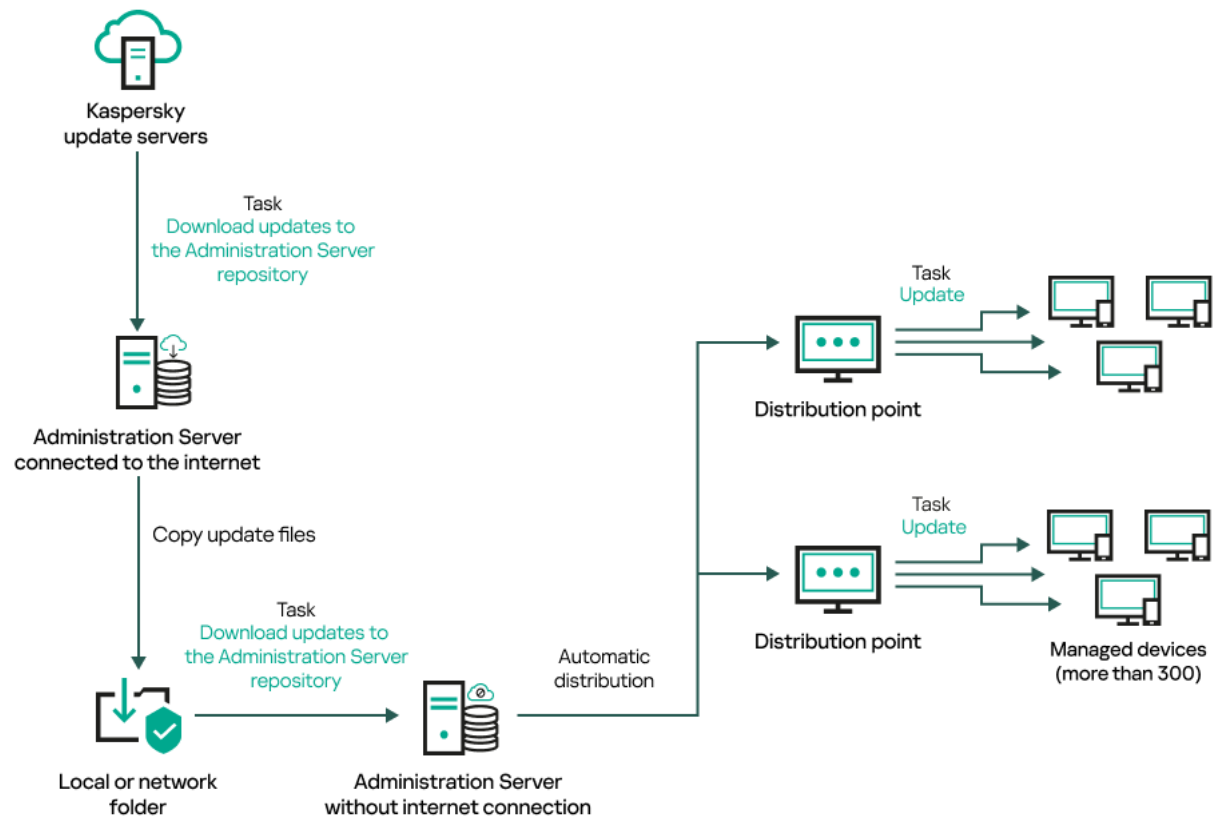 Kaspersky
update servers
Task
Download updates to
the Administration Server
repository
Administration Server
connected to the internet
Copy update files
Local or network
folder
Task
Download updates to
the Administration Server
repository
Administration Server
without internet connection
Automatic
distribution
Distribution point
Task
Update
Distribution point
Task
Update
Managed devices
(more than 300)